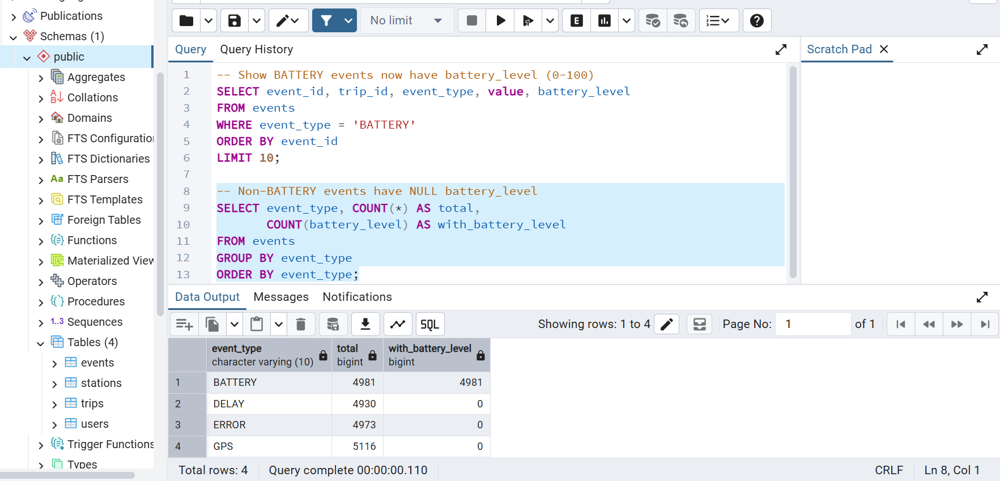 Publications
Schemas (1)
public
Aggregates
Collations
Domains
FTS Configuratio
FTS Dictionaries
Aa FTS Parsers
FTS Templates
Foreign Tables
Functions
Materialized View
Operators
Procedures
1..3 Sequences
Tables (4)
events
stations
trips
users
Trigger Functions
Types
No limit
Query
Query History
Scratch Pad
1 -- Show BATTERY events now have battery_level (0-100)
2 SELECT event_id, trip_id, event_type, value, battery_level
3 FROM events
4 WHERE event_type = 'BATTERY'
5 ORDER BY event_id
6 LIMIT 10;
7
8 -- Non-BATTERY events have NULL battery_level
9 SELECT event_type, COUNT(*) AS total,
10 COUNT(battery_level) AS with_battery_level
11 FROM events
12 GROUP BY event_type
13 ORDER BY event_type;
Data Output Messages Notifications
SQL Showing rows: 1 to 4 Page No: 1 of 1
event_type total with_battery_level
character varying (10) bigint bigint
1 BATTERY 4981 4981
2 DELAY 4930 0
3 ERROR 4973 0
4 GPS 5116 0
Total rows: 4 Query complete 00:00:00.110 CRLF Ln 8, Col 1